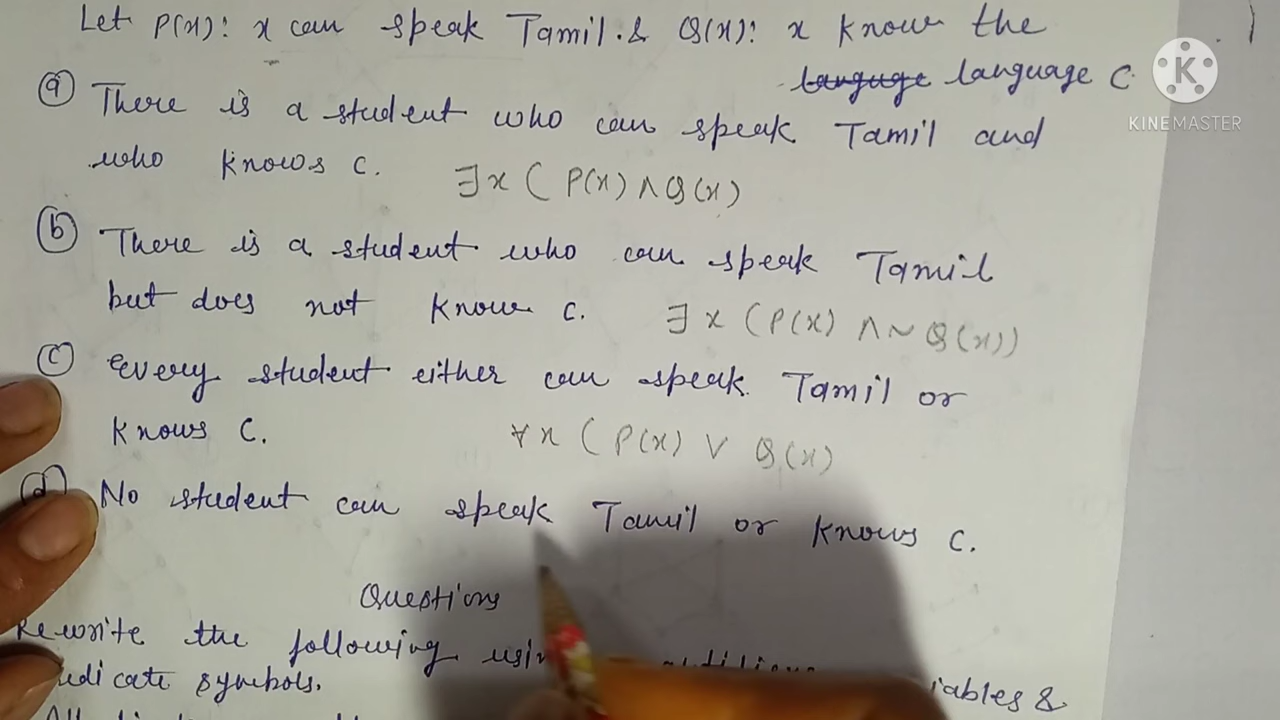 Let P(x): x can speak Tamil. & Q(x): x know the
language C
KINEMASTER
(a) There is a student who can speak Tamil and
who knows C. ∃x (P(x) ∧ Q(x)
(b) There is a student who can speak Tamil
but does not know C. ∃x (P(x) ∧ ~ Q(x))
(c) Every student either can speak Tamil or
knows C. ∀x (P(x) ∨ Q(x)
(d) No student can speak Tamil or knows C.
Questions
Rewrite the following
symbols.